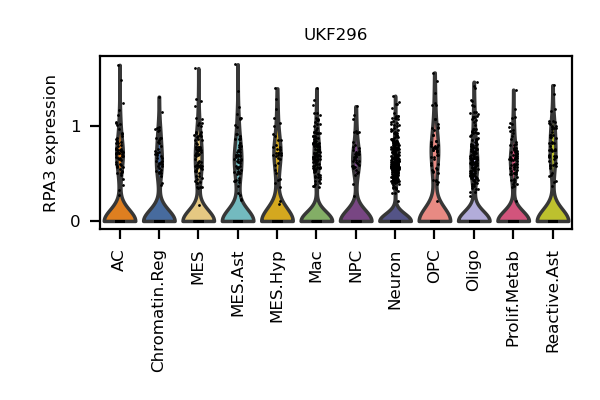 UKF296
RPA3 expression
1
0
AC
Chromatin.Reg
MES
MES.Ast
MES.Hyp
Mac
NPC
Neuron
OPC
Oligo
Prolif.Metab
Reactive.Ast